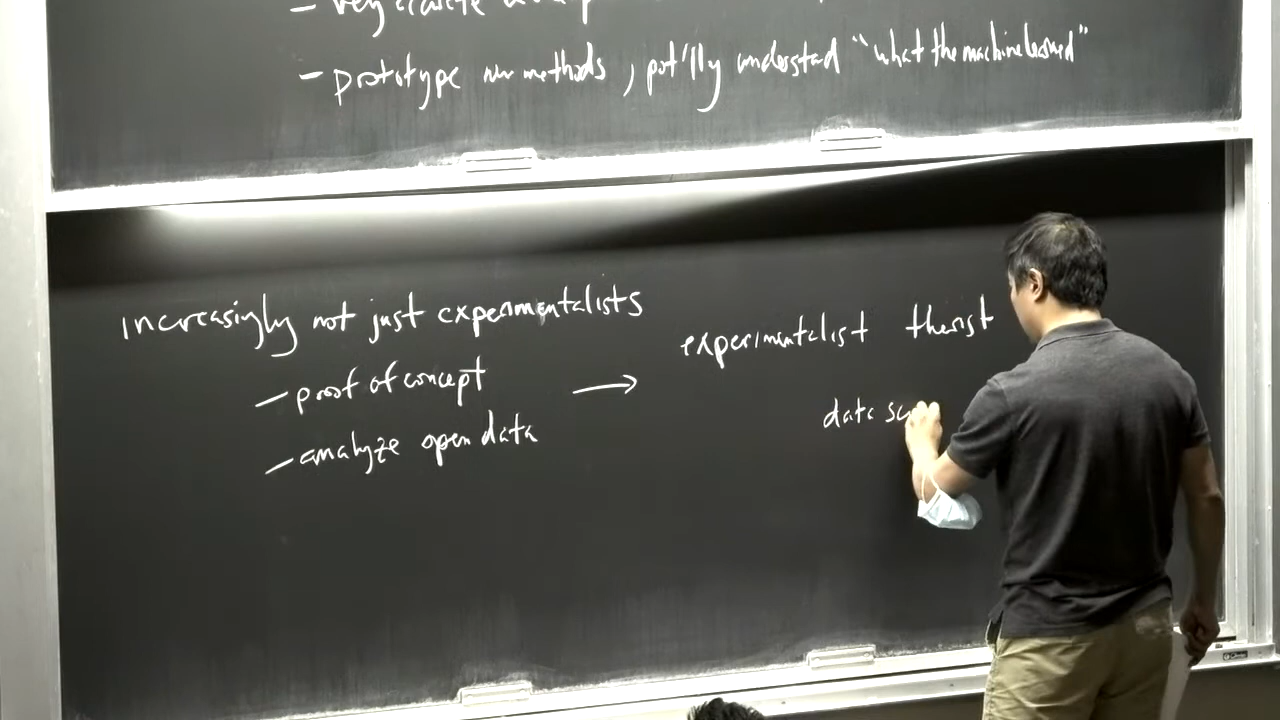 – prototype new methods, pot'lly understad "what the machine learned"
increasingly not just experimentalists
– proof of concept
– analyze open data
→
experimentalist theorist
data sc